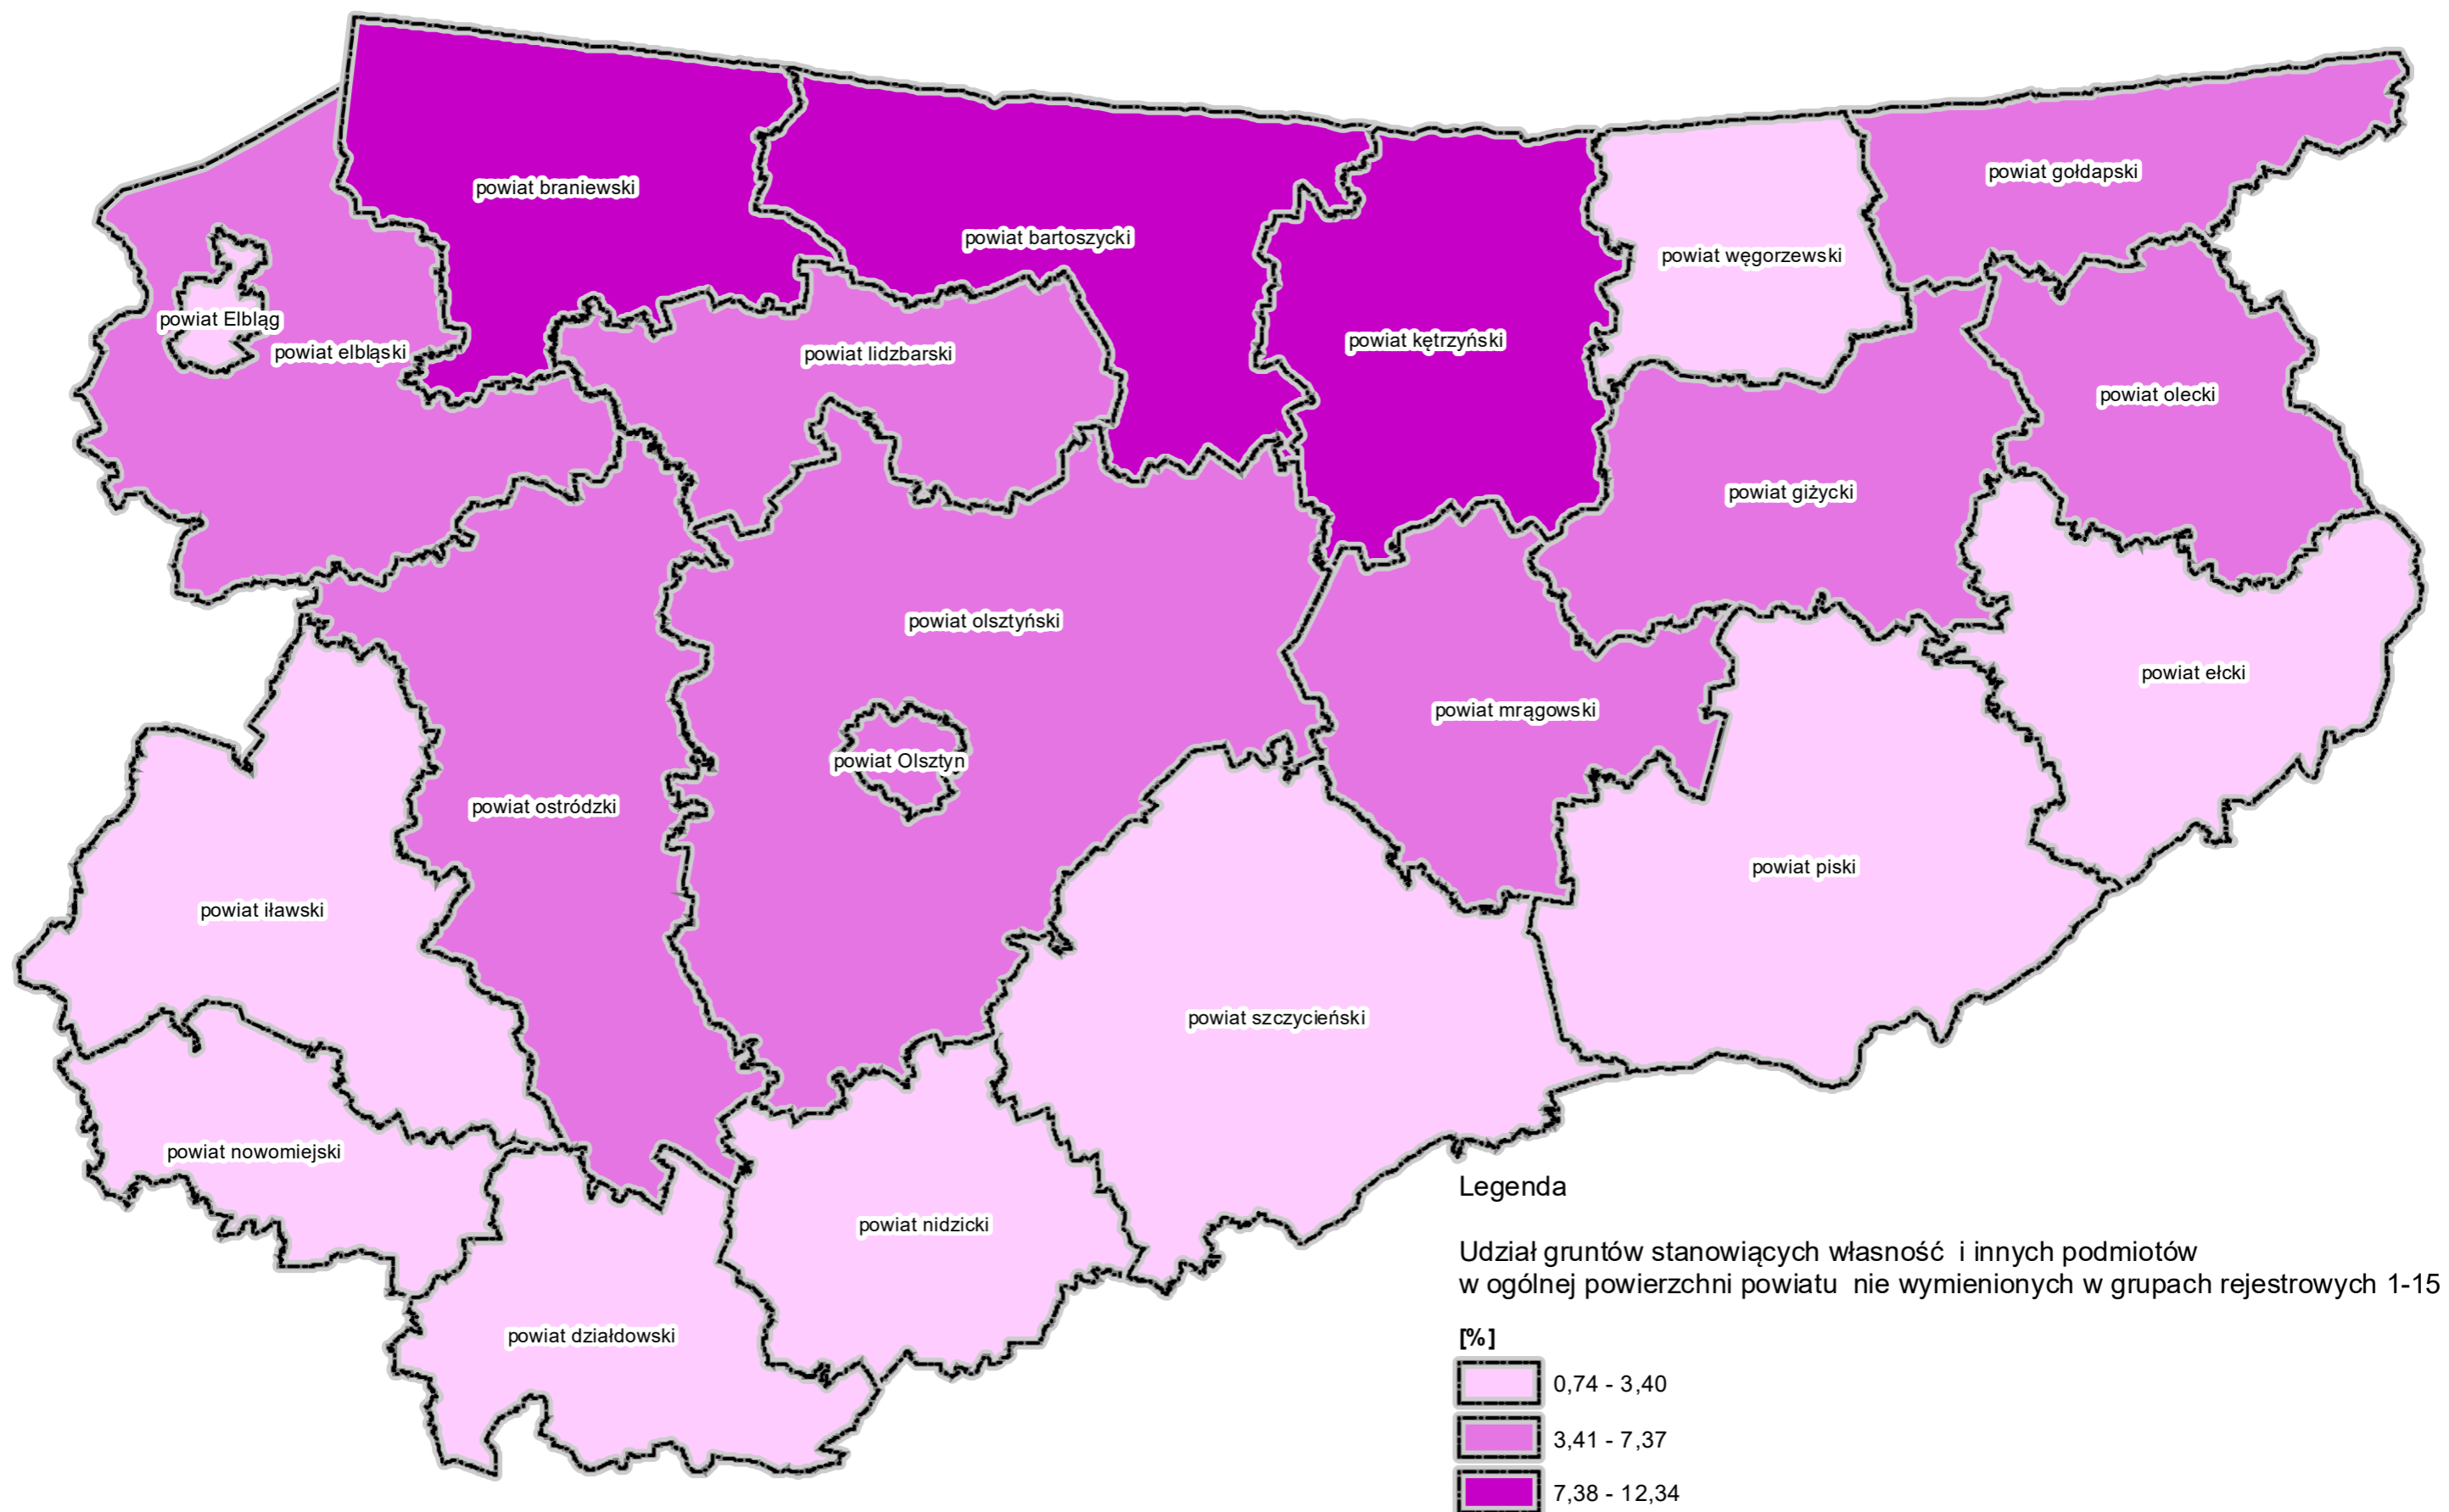 powiat gołdapski
powiat braniewski
powiat bartoszycki
powiat węgorzewski
powiat Elbląg
powiat kętrzyński
powiat elbląski
powiat lidzbarski
powiat olecki
powiat giżycki
powiat olsztyński
powiat ełcki
powiat mrągowski
powiat Olsztyn
powiat ostródzki
powiat piski
powiat iławski
powiat szczycieński
powiat nowomiejski
powiat nidzicki
powiat działdowski
Legenda
Udział gruntów stanowiących własność  i innych podmiotów
w ogólnej powierzchni powiatu  nie wymienionych w grupach rejestrowych 1-15
[%]
0,74 - 3,40
3,41 - 7,37
7,38 - 12,34